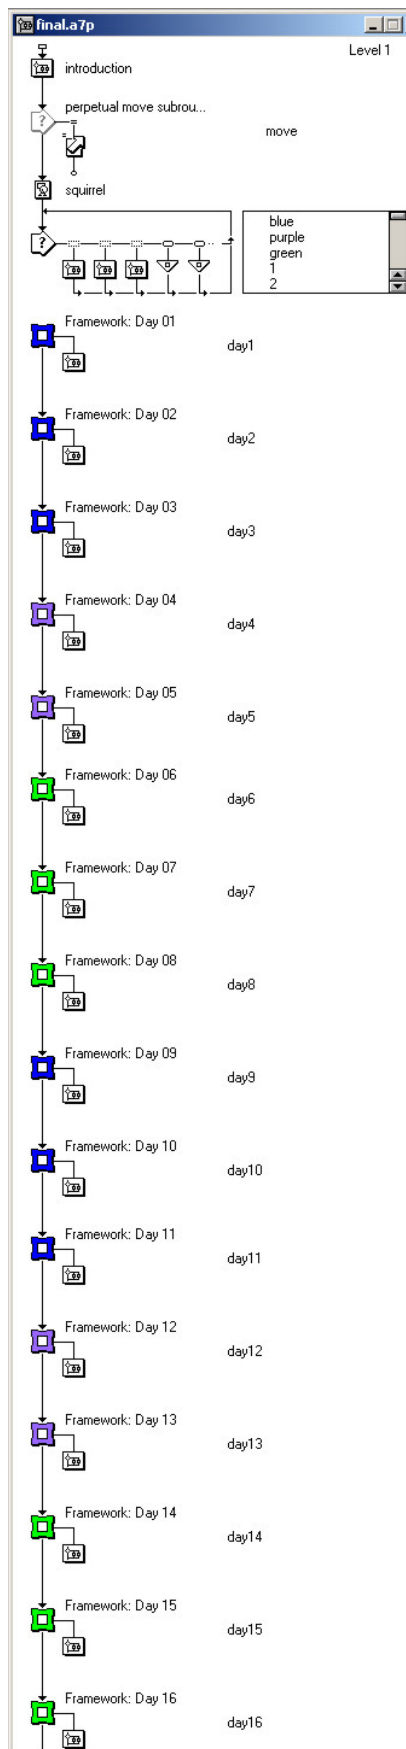 final.a7p
Level 1
introduction
perpetual move subrou...
?
=
=
move
squirrel
?
blue
purple
green
1
2
Framework: Day 01
day1
Framework: Day 02
day2
Framework: Day 03
day3
Framework: Day 04
day4
Framework: Day 05
day5
Framework: Day 06
day6
Framework: Day 07
day7
Framework: Day 08
day8
Framework: Day 09
day9
Framework: Day 10
day10
Framework: Day 11
day11
Framework: Day 12
day12
Framework: Day 13
day13
Framework: Day 14
day14
Framework: Day 15
day15
Framework: Day 16
day16